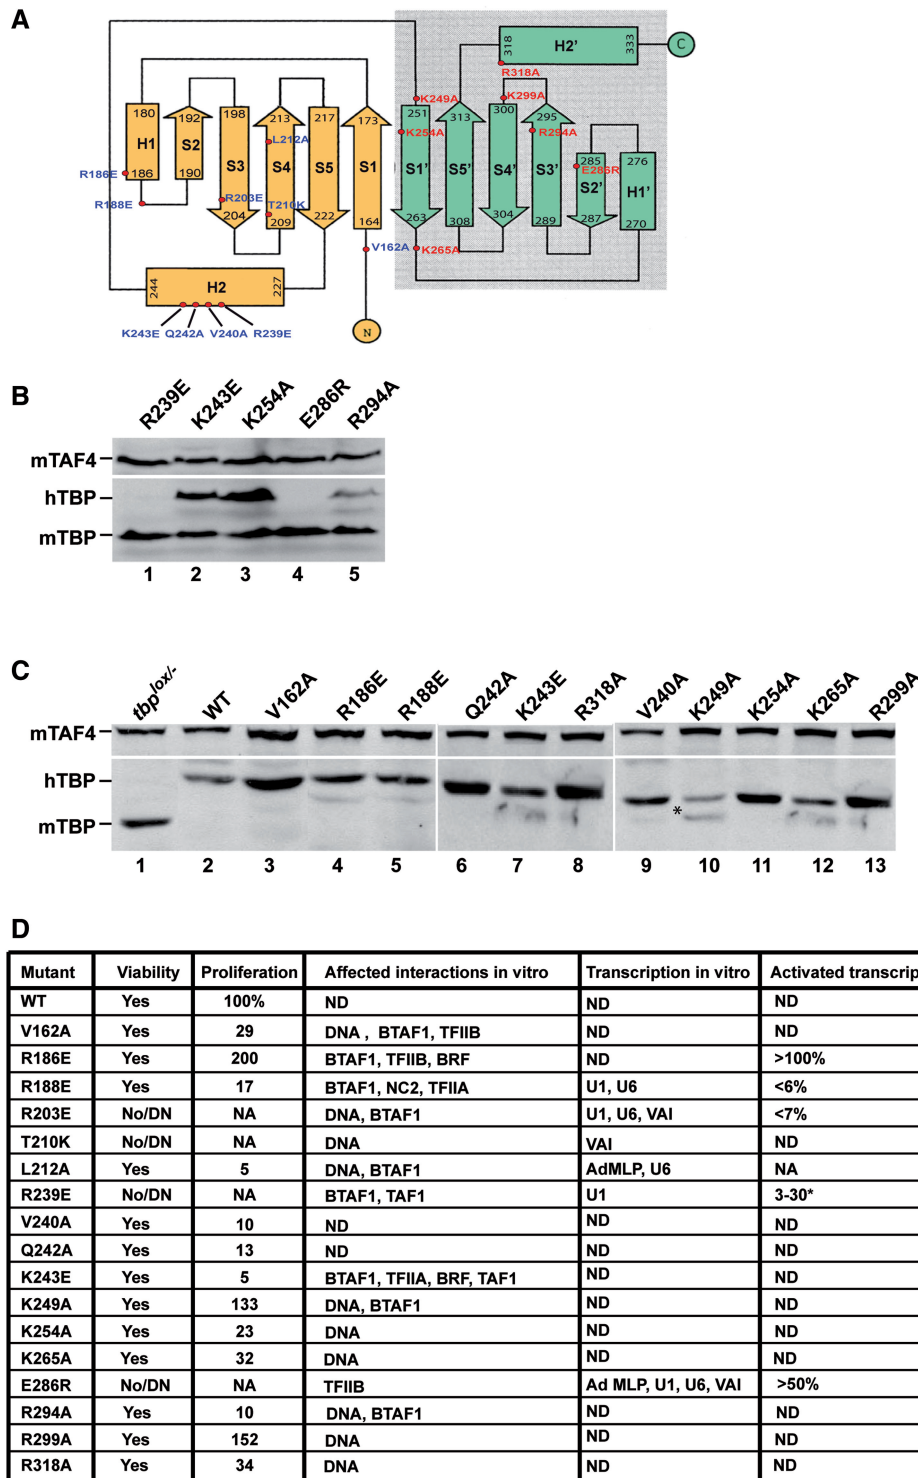 A
318 H2' 333 C
R318A
K249A K299A
180 192 198 213 217 173 251 313 300 295
K254A R294A
L212A
H1 S2 S3 S4 S5 S1 S1' S5' S4' S3' 285 276
E286R
S2' H1'
R186E 186 190
R188E R203E T210K
204 209 222 164 263 308 304 289 287 270
V162A K265A
244 H2 227
K243E Q242A V240A R239E
N
B
R239E K243E K254A E286R R294A
mTAF4
hTBP
mTBP
1 2 3 4 5
C
tbp lox/- WT V162A R186E R188E Q242A K243E R318A V240A K249A K254A K265A R299A
mTAF4
hTBP
*
mTBP
1 2 3 4 5 6 7 8 9 10 11 12 13
D
Mutant Viability Proliferation Affected interactions in vitro Transcription in vitro Activated transcrip
WT Yes 100% ND ND ND
V162A Yes 29 DNA , BTAF1, TFIIB ND ND
R186E Yes 200 BTAF1, TFIIB, BRF ND >100%
R188E Yes 17 BTAF1, NC2, TFIIA U1, U6 <6%
R203E No/DN NA DNA, BTAF1 U1, U6, VAI <7%
T210K No/DN NA DNA VAI ND
L212A Yes 5 DNA, BTAF1 AdMLP, U6 NA
R239E No/DN NA BTAF1, TAF1 U1 3-30*
V240A Yes 10 ND ND ND
Q242A Yes 13 ND ND ND
K243E Yes 5 BTAF1, TFIIA, BRF, TAF1 ND ND
K249A Yes 133 DNA, BTAF1 ND ND
K254A Yes 23 DNA ND ND
K265A Yes 32 DNA ND ND
E286R No/DN NA TFIIB Ad MLP, U1, U6, VAI >50%
R294A Yes 10 DNA, BTAF1 ND ND
R299A Yes 152 DNA ND ND
R318A Yes 34 DNA ND ND